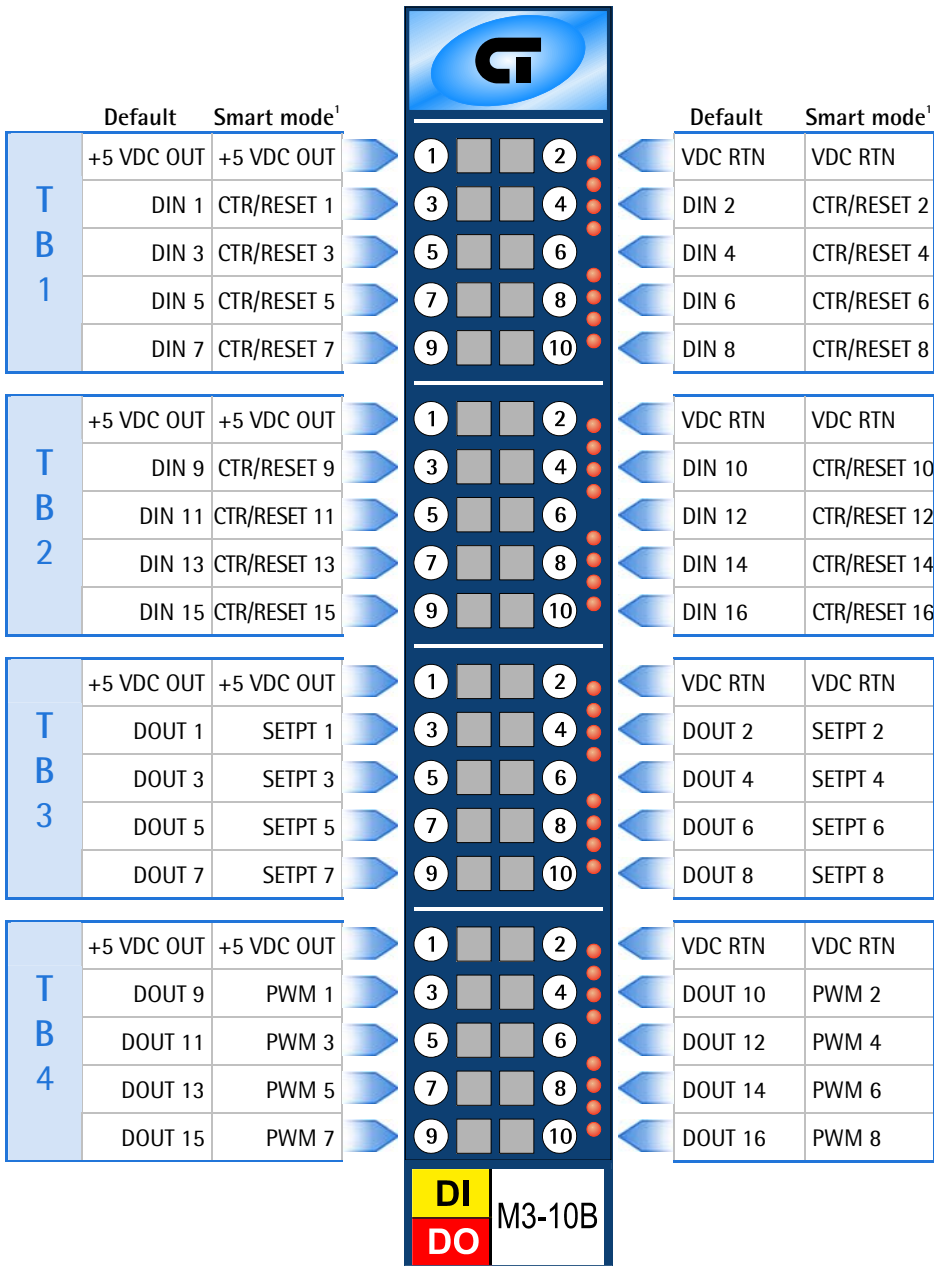 CT
Default Smart mode¹ Default Smart mode¹
TB1
+5 VDC OUT +5 VDC OUT 1 2 VDC RTN VDC RTN
DIN 1 CTR/RESET 1 3 4 DIN 2 CTR/RESET 2
DIN 3 CTR/RESET 3 5 6 DIN 4 CTR/RESET 4
DIN 5 CTR/RESET 5 7 8 DIN 6 CTR/RESET 6
DIN 7 CTR/RESET 7 9 10 DIN 8 CTR/RESET 8
TB2
+5 VDC OUT +5 VDC OUT 1 2 VDC RTN VDC RTN
DIN 9 CTR/RESET 9 3 4 DIN 10 CTR/RESET 10
DIN 11 CTR/RESET 11 5 6 DIN 12 CTR/RESET 12
DIN 13 CTR/RESET 13 7 8 DIN 14 CTR/RESET 14
DIN 15 CTR/RESET 15 9 10 DIN 16 CTR/RESET 16
TB3
+5 VDC OUT +5 VDC OUT 1 2 VDC RTN VDC RTN
DOUT 1 SETPT 1 3 4 DOUT 2 SETPT 2
DOUT 3 SETPT 3 5 6 DOUT 4 SETPT 4
DOUT 5 SETPT 5 7 8 DOUT 6 SETPT 6
DOUT 7 SETPT 7 9 10 DOUT 8 SETPT 8
TB4
+5 VDC OUT +5 VDC OUT 1 2 VDC RTN VDC RTN
DOUT 9 PWM 1 3 4 DOUT 10 PWM 2
DOUT 11 PWM 3 5 6 DOUT 12 PWM 4
DOUT 13 PWM 5 7 8 DOUT 14 PWM 6
DOUT 15 PWM 7 9 10 DOUT 16 PWM 8
DI
M3-10B
DO